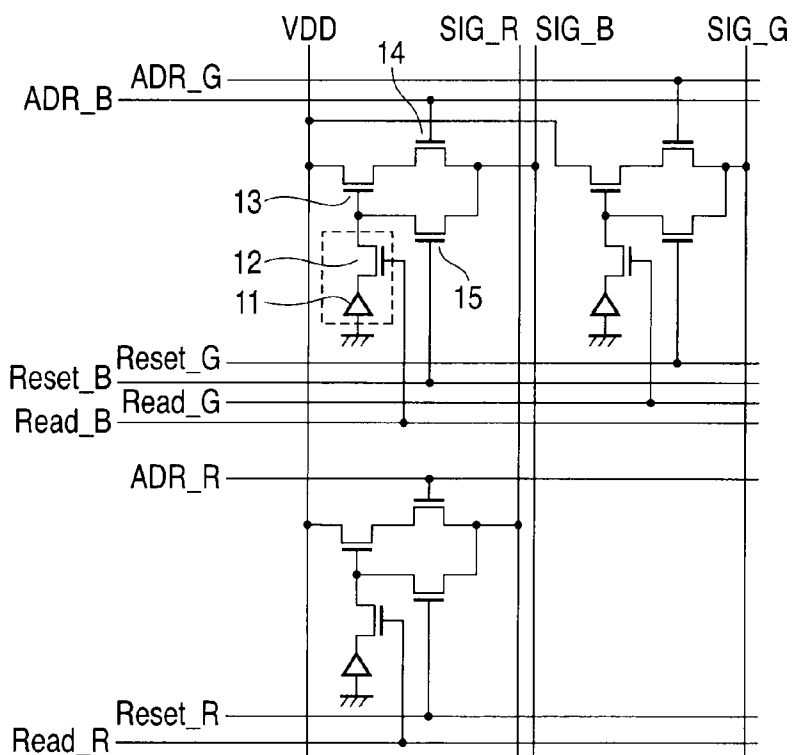 VDD SIG_R SIG_B SIG_G
ADR_G
ADR_B
14
13
12
11
15
Reset_G
Reset_B
Read_G
Read_B
ADR_R
Reset_R
Read_R